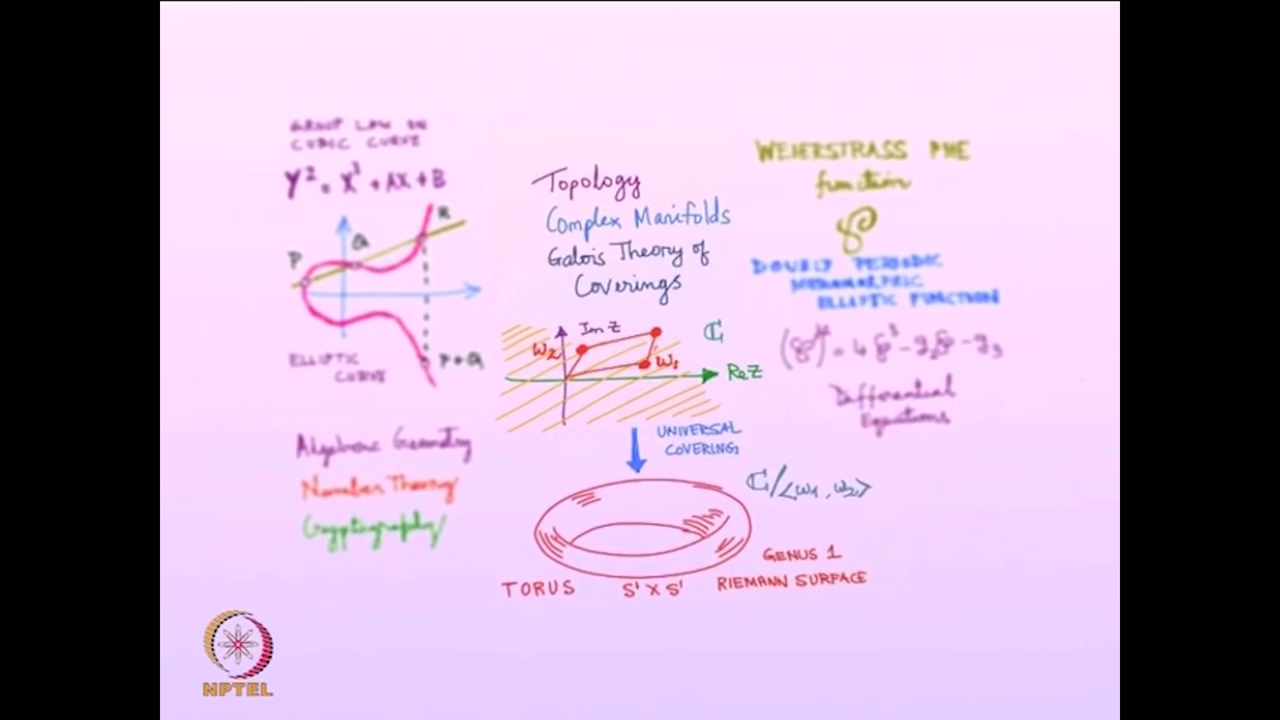 GROUP LAW ON
CUBIC CURVE
Y² = X³ + AX + B
R
Q
P
P+Q
ELLIPTIC
CURVE
Algebraic Geometry
Number Theory
Cryptography
Topology
Complex Manifolds
Galois Theory of
Coverings
Im Z
ℂ
ω₂
ω₁
Re Z
UNIVERSAL
COVERING
ℂ/<ω₁, ω₂>
GENUS 1
TORUS S¹ X S¹ RIEMANN SURFACE
WEIERSTRASS PHE
function
℘
DOUBLY PERIODIC
MEROMORPHIC
ELLIPTIC FUNCTION
(℘')² = 4℘³ - g₂℘ - g₃
Differential
Equations
NPTEL